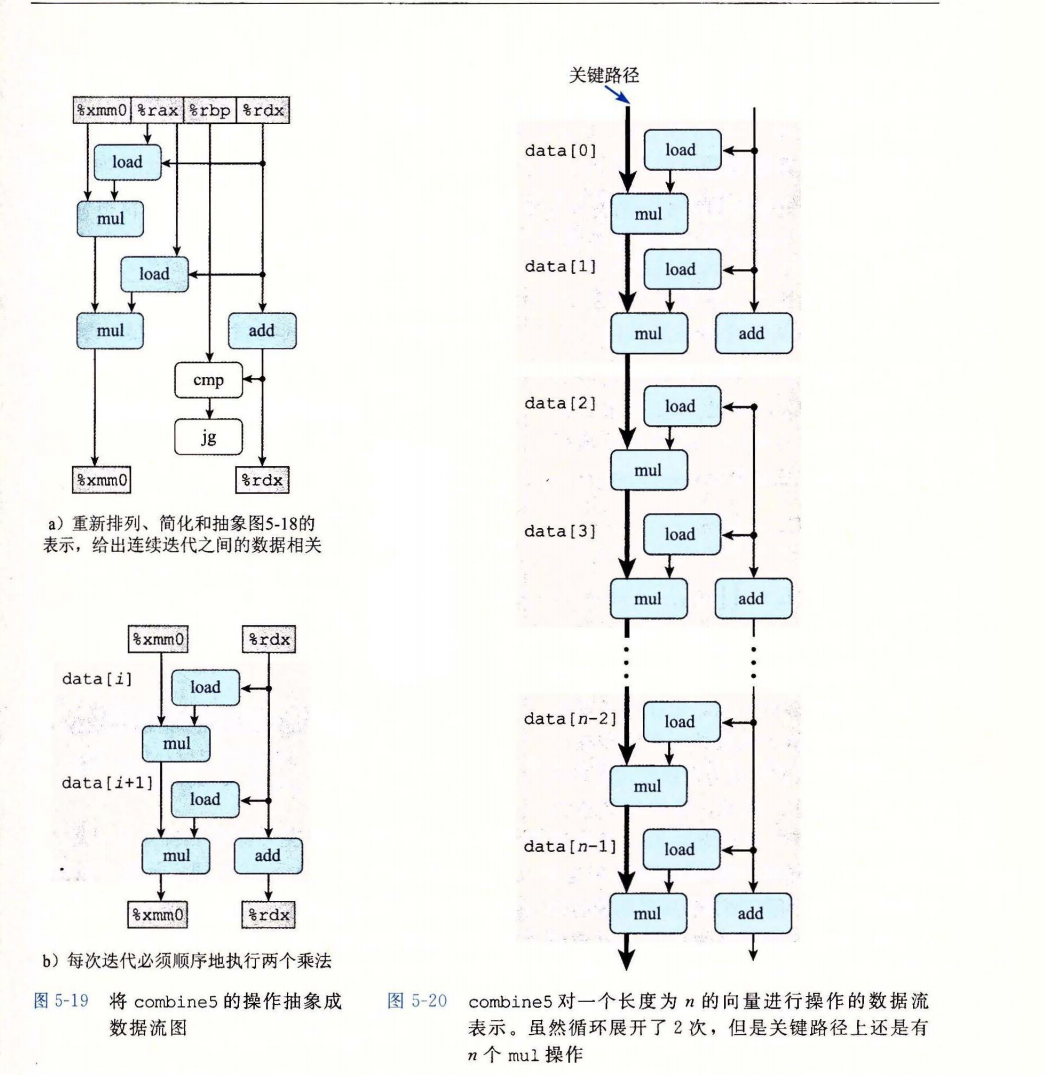 %xmm0 %rax %rbp %rdx
load
mul
load
mul add
cmp
jg
%xmm0 %rdx
a）重新排列、简化和抽象图5-18的
表示，给出连续迭代之间的数据相关
%xmm0 %rdx
data[i] load
mul
data[i+1] load
mul add
%xmm0 %rdx
b）每次迭代必须顺序地执行两个乘法
图 5-19 将 combine5 的操作抽象成
数据流图
关键路径
data[0] load
mul
data[1] load
mul add
data[2] load
mul
data[3] load
mul add
data[n-2] load
mul
data[n-1] load
mul add
图 5-20 combine5 对一个长度为 n 的向量进行操作的数据流
表示。虽然循环展开了 2 次，但是关键路径上还是有
n 个 mul 操作